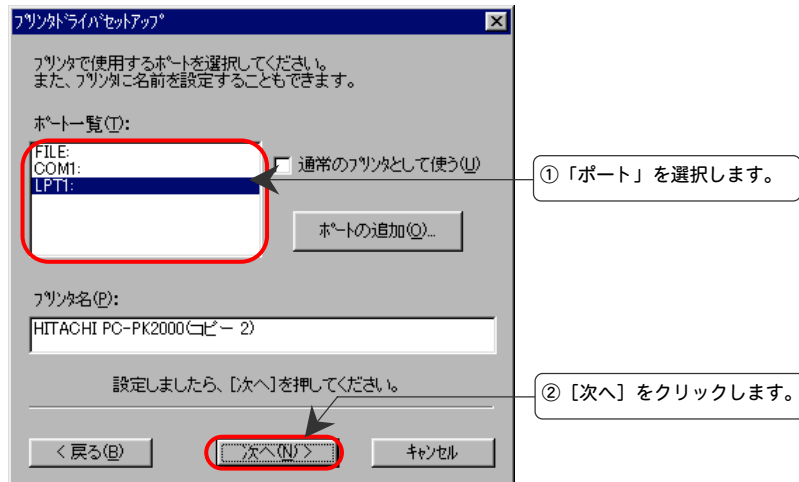 プリンタドライバセットアップ
プリンタで使用するポートを選択してください。
また、プリンタに名前を設定することもできます。
ポート一覧(T):
FILE:
COM1:
LPT1:
通常のプリンタとして使う(U)
ポートの追加(O)...
プリンタ名(P):
HITACHI PC-PK2000(コピー 2)
設定しましたら、[次へ]を押してください。
< 戻る(B)
次へ(N) >
キャンセル
①「ポート」を選択します。
②［次へ］をクリックします。